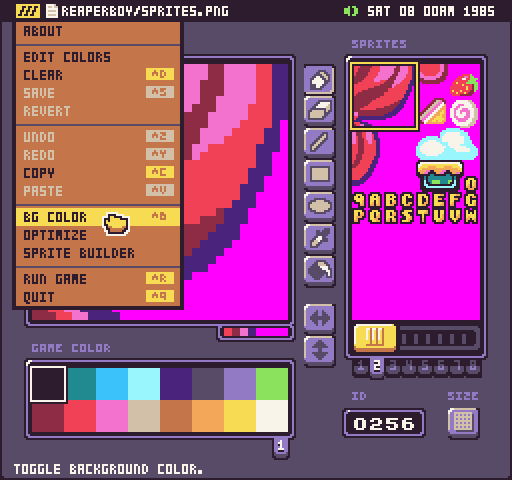 REAPERBOY/SPRITES.PNG
SAT 08 00AM 1985
ABOUT
EDIT COLORS
CLEAR ^D
SAVE ^S
REVERT
UNDO ^Z
REDO ^Y
COPY ^C
PASTE ^V
BG COLOR ^B
OPTIMIZE
SPRITE BUILDER
RUN GAME ^R
QUIT ^Q
SPRITES
O
9ABCDEFG
PQRSTUVW
1 2 3 4 5 6 7 8
GAME COLOR
ID SIZE
0256
1
TOGGLE BACKGROUND COLOR.